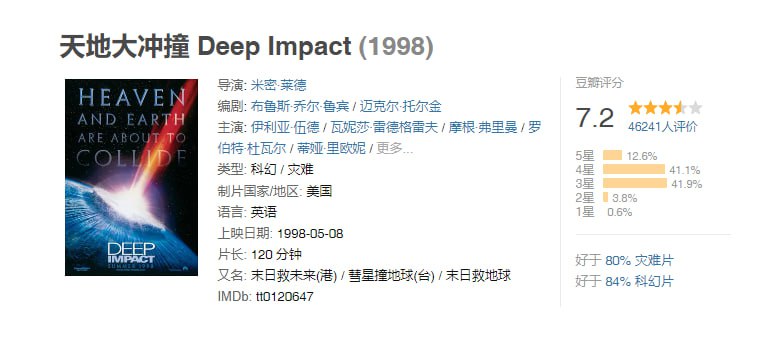 天地大冲撞 Deep Impact (1998)
HEAVEN
AND EARTH
ARE ABOUT TO
COLLIDE
DEEP
IMPACT
SUMMER 1998
导演: 米密·莱德
编剧: 布鲁斯·乔尔·鲁宾 / 迈克尔·托尔金
主演: 伊利亚·伍德 / 瓦妮莎·雷德格雷夫 / 摩根·弗里曼 / 罗
伯特·杜瓦尔 / 蒂娅·里欧妮 / 更多...
类型: 科幻 / 灾难
制片国家/地区: 美国
语言: 英语
上映日期: 1998-05-08
片长: 120 分钟
又名: 末日救未来(港) / 彗星撞地球(台) / 末日救地球
IMDb: tt0120647
豆瓣评分
7.2
46241人评价
5星 12.6%
4星 41.1%
3星 41.9%
2星 3.8%
1星 0.6%
好于 80% 灾难片
好于 84% 科幻片